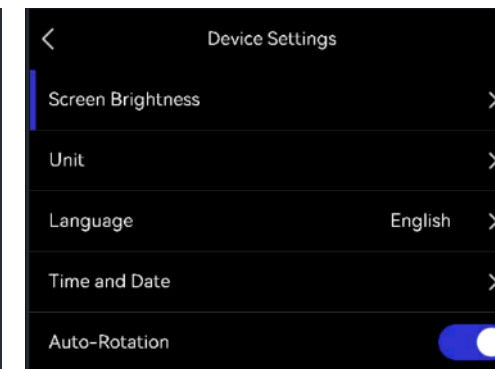 Device Settings
Screen Brightness
Unit
Language English
Time and Date
Auto-Rotation